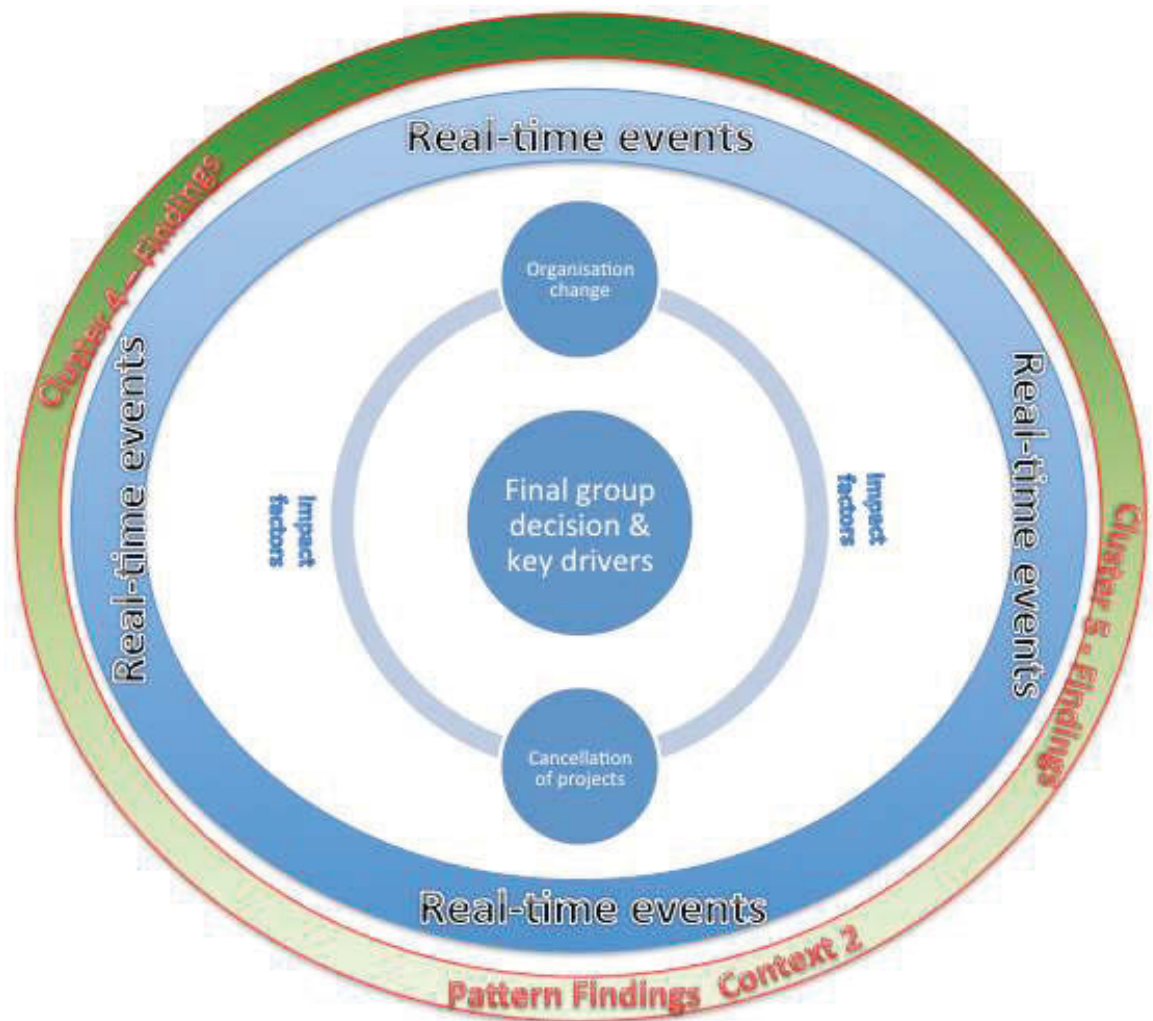 Real-time events
Cluster 4 – Findings
Organisation
change
Real-time events
Impact
factors
Final group
decision &
key drivers
Impact
factors
Real-time events
Cluster 5 - Findings
Cancellation
of projects
Real-time events
Pattern Findings Context 2